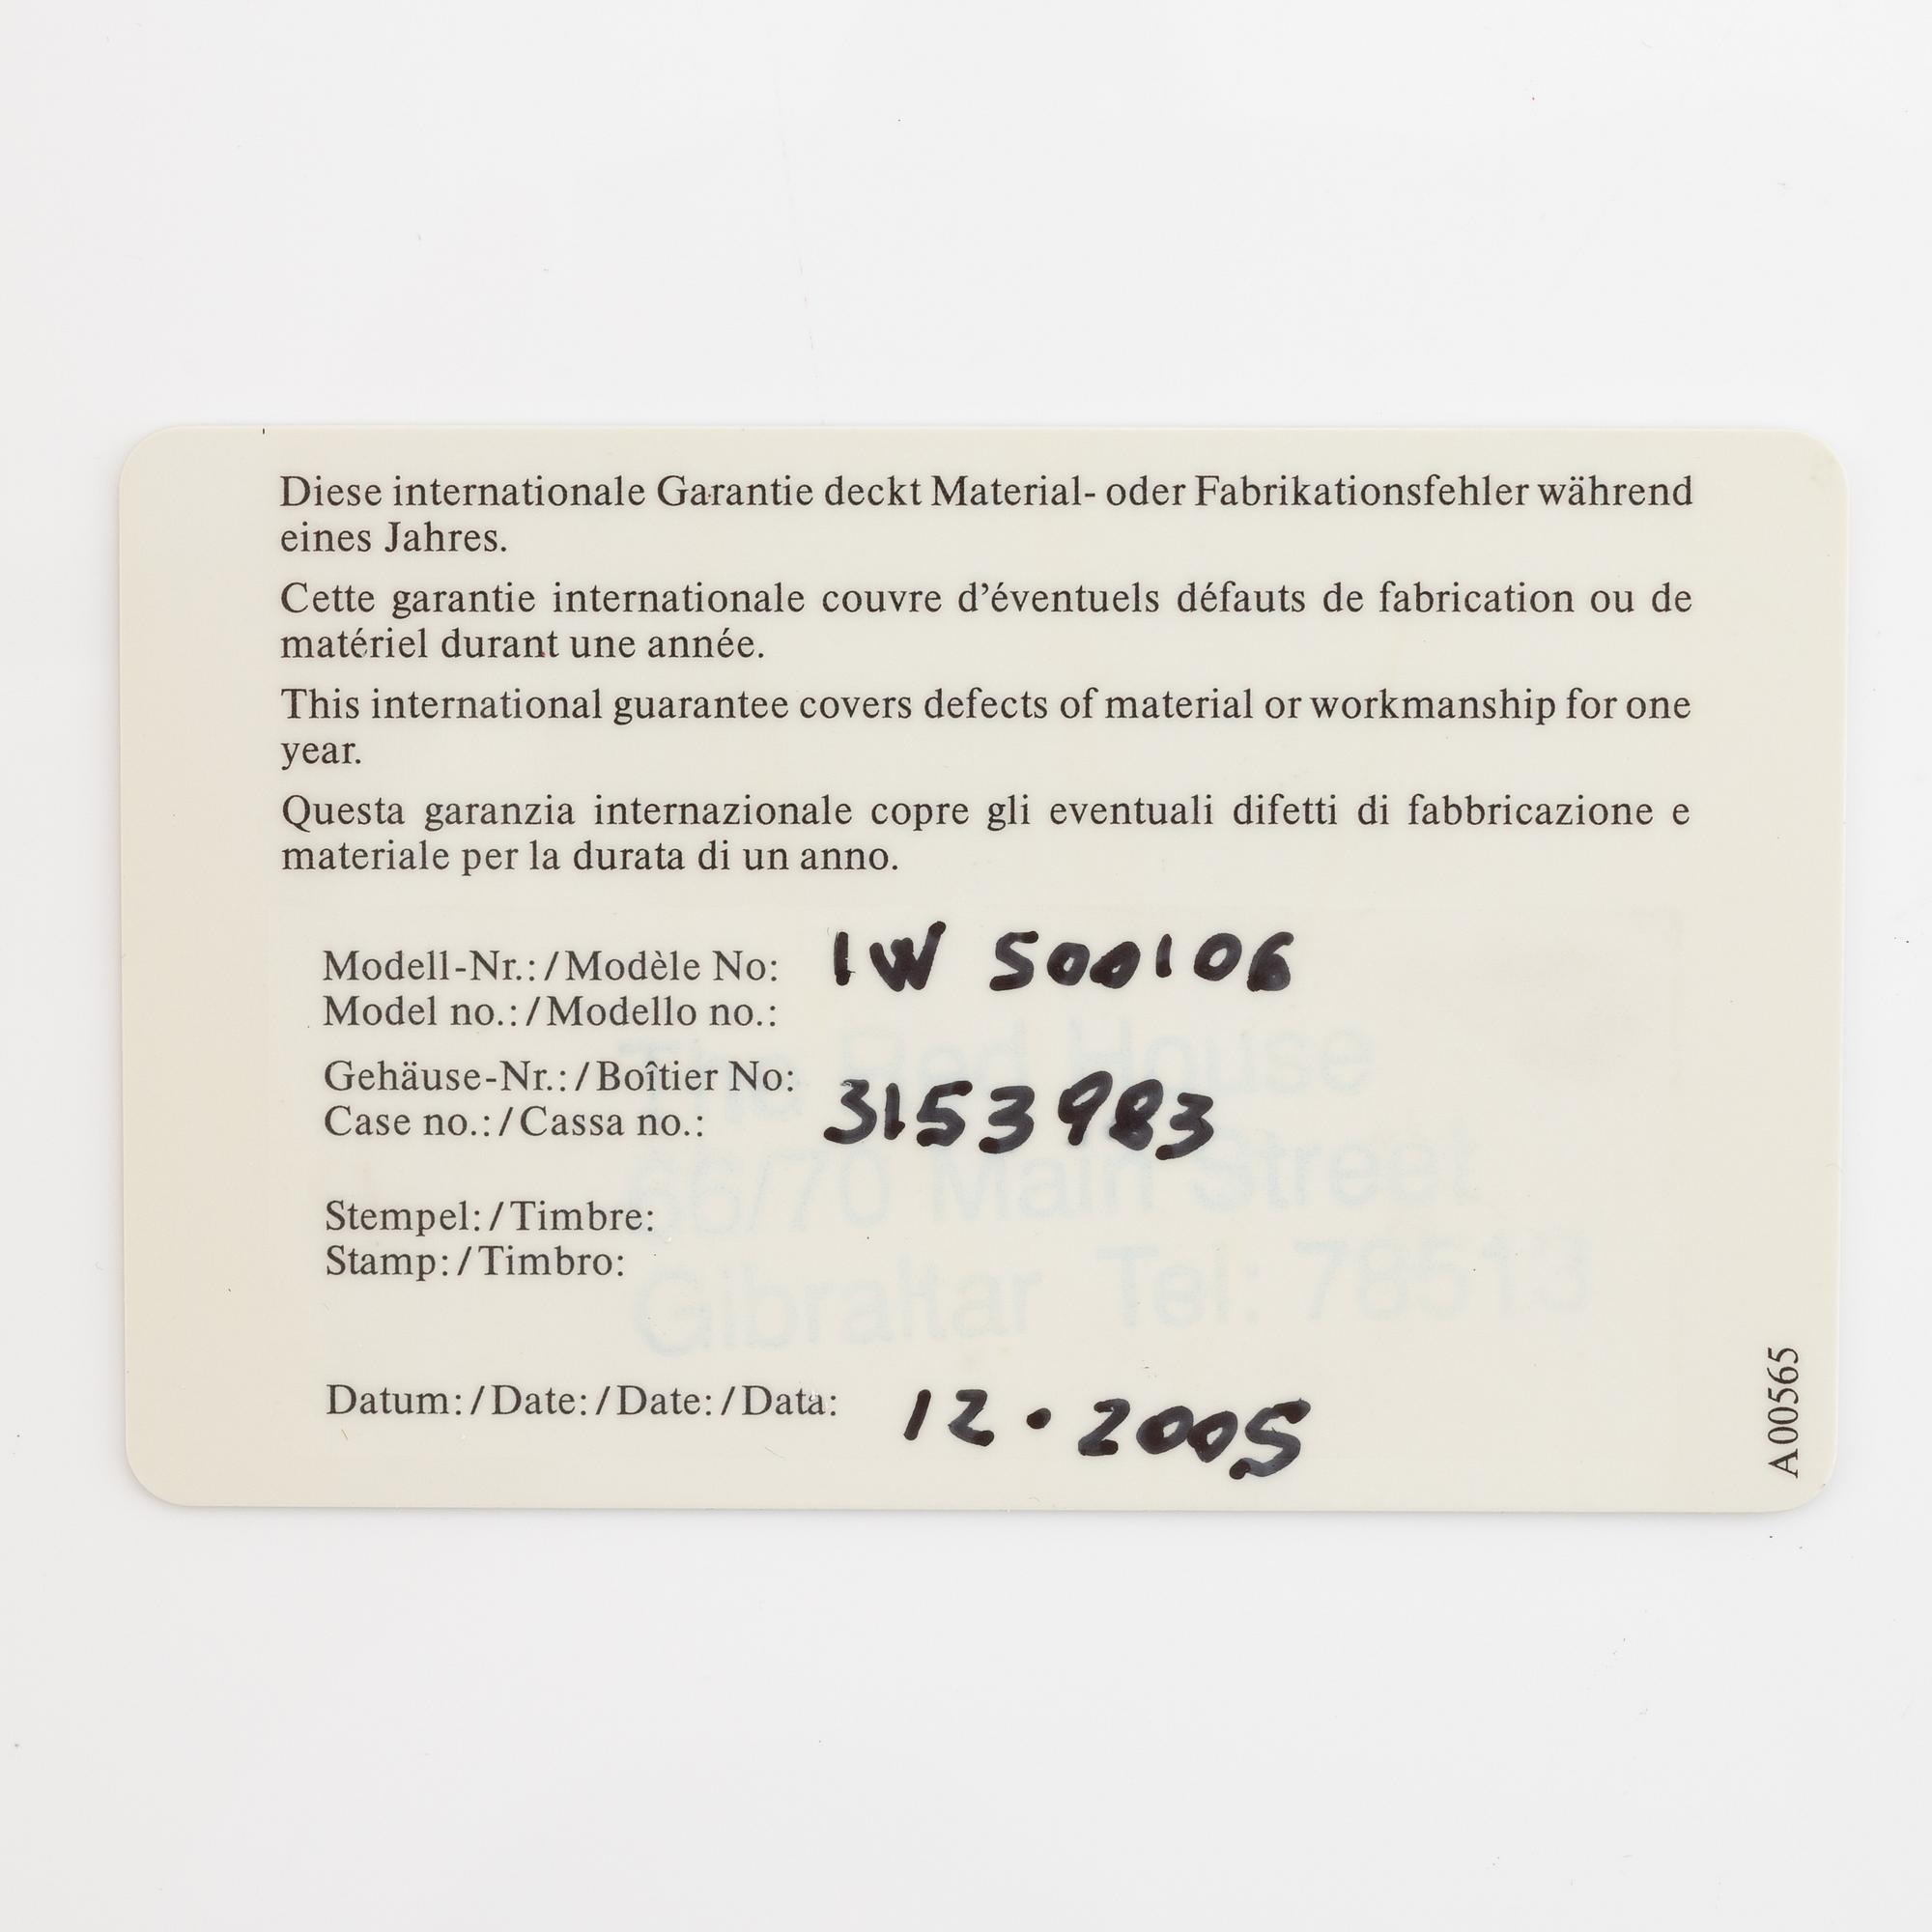 Diese internationale Garantie deckt Material- oder Fabrikationsfehler während
eines Jahres.
Cette garantie internationale couvre d'éventuels défauts de fabrication ou de
matériel durant une année.
This international guarantee covers defects of material or workmanship for one
year.
Questa garanzia internazionale copre gli eventuali difetti di fabbricazione e
materiale per la durata di un anno.
Modell-Nr.:/Modèle No: IW 500106
Model no.:/Modello no.:
The Red House
Gehäuse-Nr.:/Boîtier No: 3153983
Case no.:/Cassa no.:
66/70 Main Street
Stempel:/Timbre:
Stamp:/Timbro:
Gibraltar Tel: 78513
Datum:/Date:/Date:/Data: 12.2005
A00565